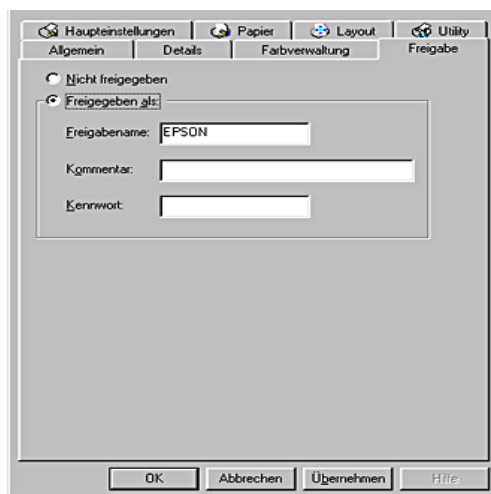 Haupteinstellungen Papier Layout Utility
Allgemein Details Farbverwaltung Freigabe
Nicht freigegeben
Freigegeben als:
Freigabename: EPSON
Kommentar:
Kennwort:
OK Abbrechen Übernehmen Hilfe